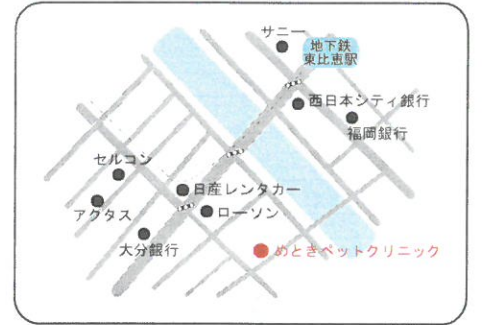 サニー
地下鉄
東比恵駅
西日本シティ銀行
福岡銀行
セルコン
日産レンタカー
アクタス
ローソン
大分銀行
めときペットクリニック